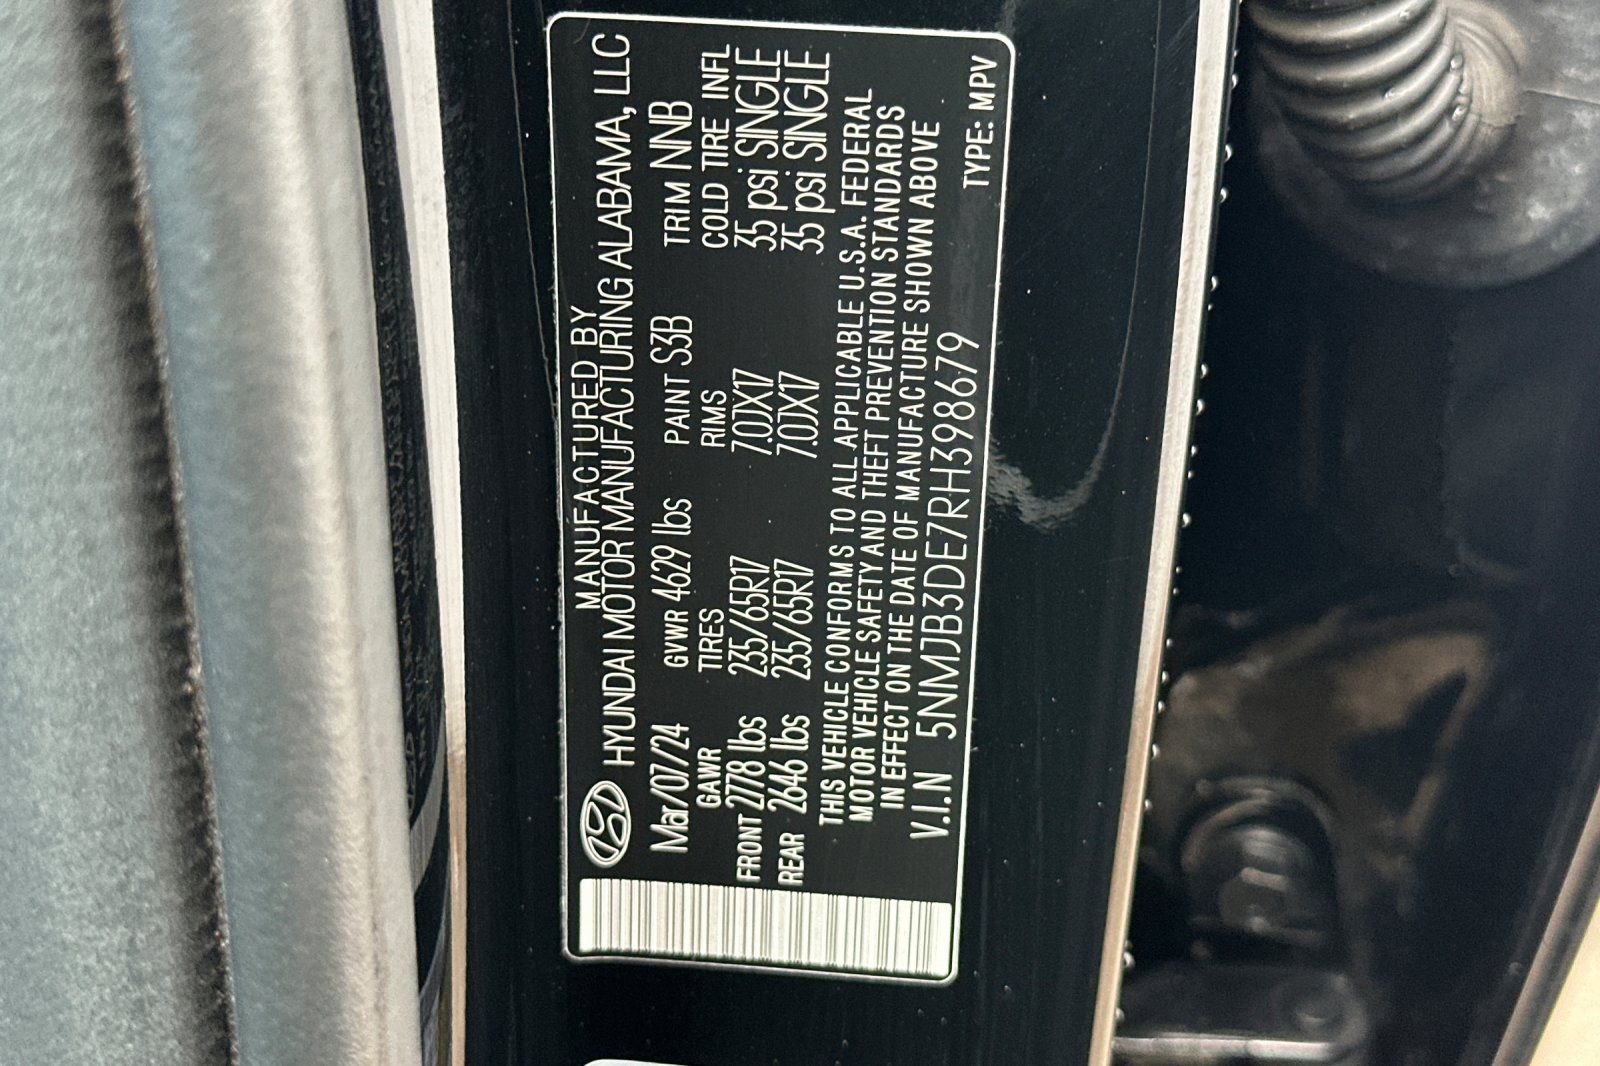 MANUFACTURED BY
HYUNDAI MOTOR MANUFACTURING ALABAMA, LLC
Mar/07/24 GVWR 4629 lbs PAINT S3B TRIM NNB
GAWR TIRES RIMS COLD TIRE INFL
FRONT 2778 lbs 235/65R17 7.0JX17 35 psi SINGLE
REAR 2646 lbs 235/65R17 7.0JX17 35 psi SINGLE
THIS VEHICLE CONFORMS TO ALL APPLICABLE U.S.A. FEDERAL
MOTOR VEHICLE SAFETY AND THEFT PREVENTION STANDARDS
IN EFFECT ON THE DATE OF MANUFACTURE SHOWN ABOVE
V.I.N 5NMJB3DE7RH398679 TYPE: MPV